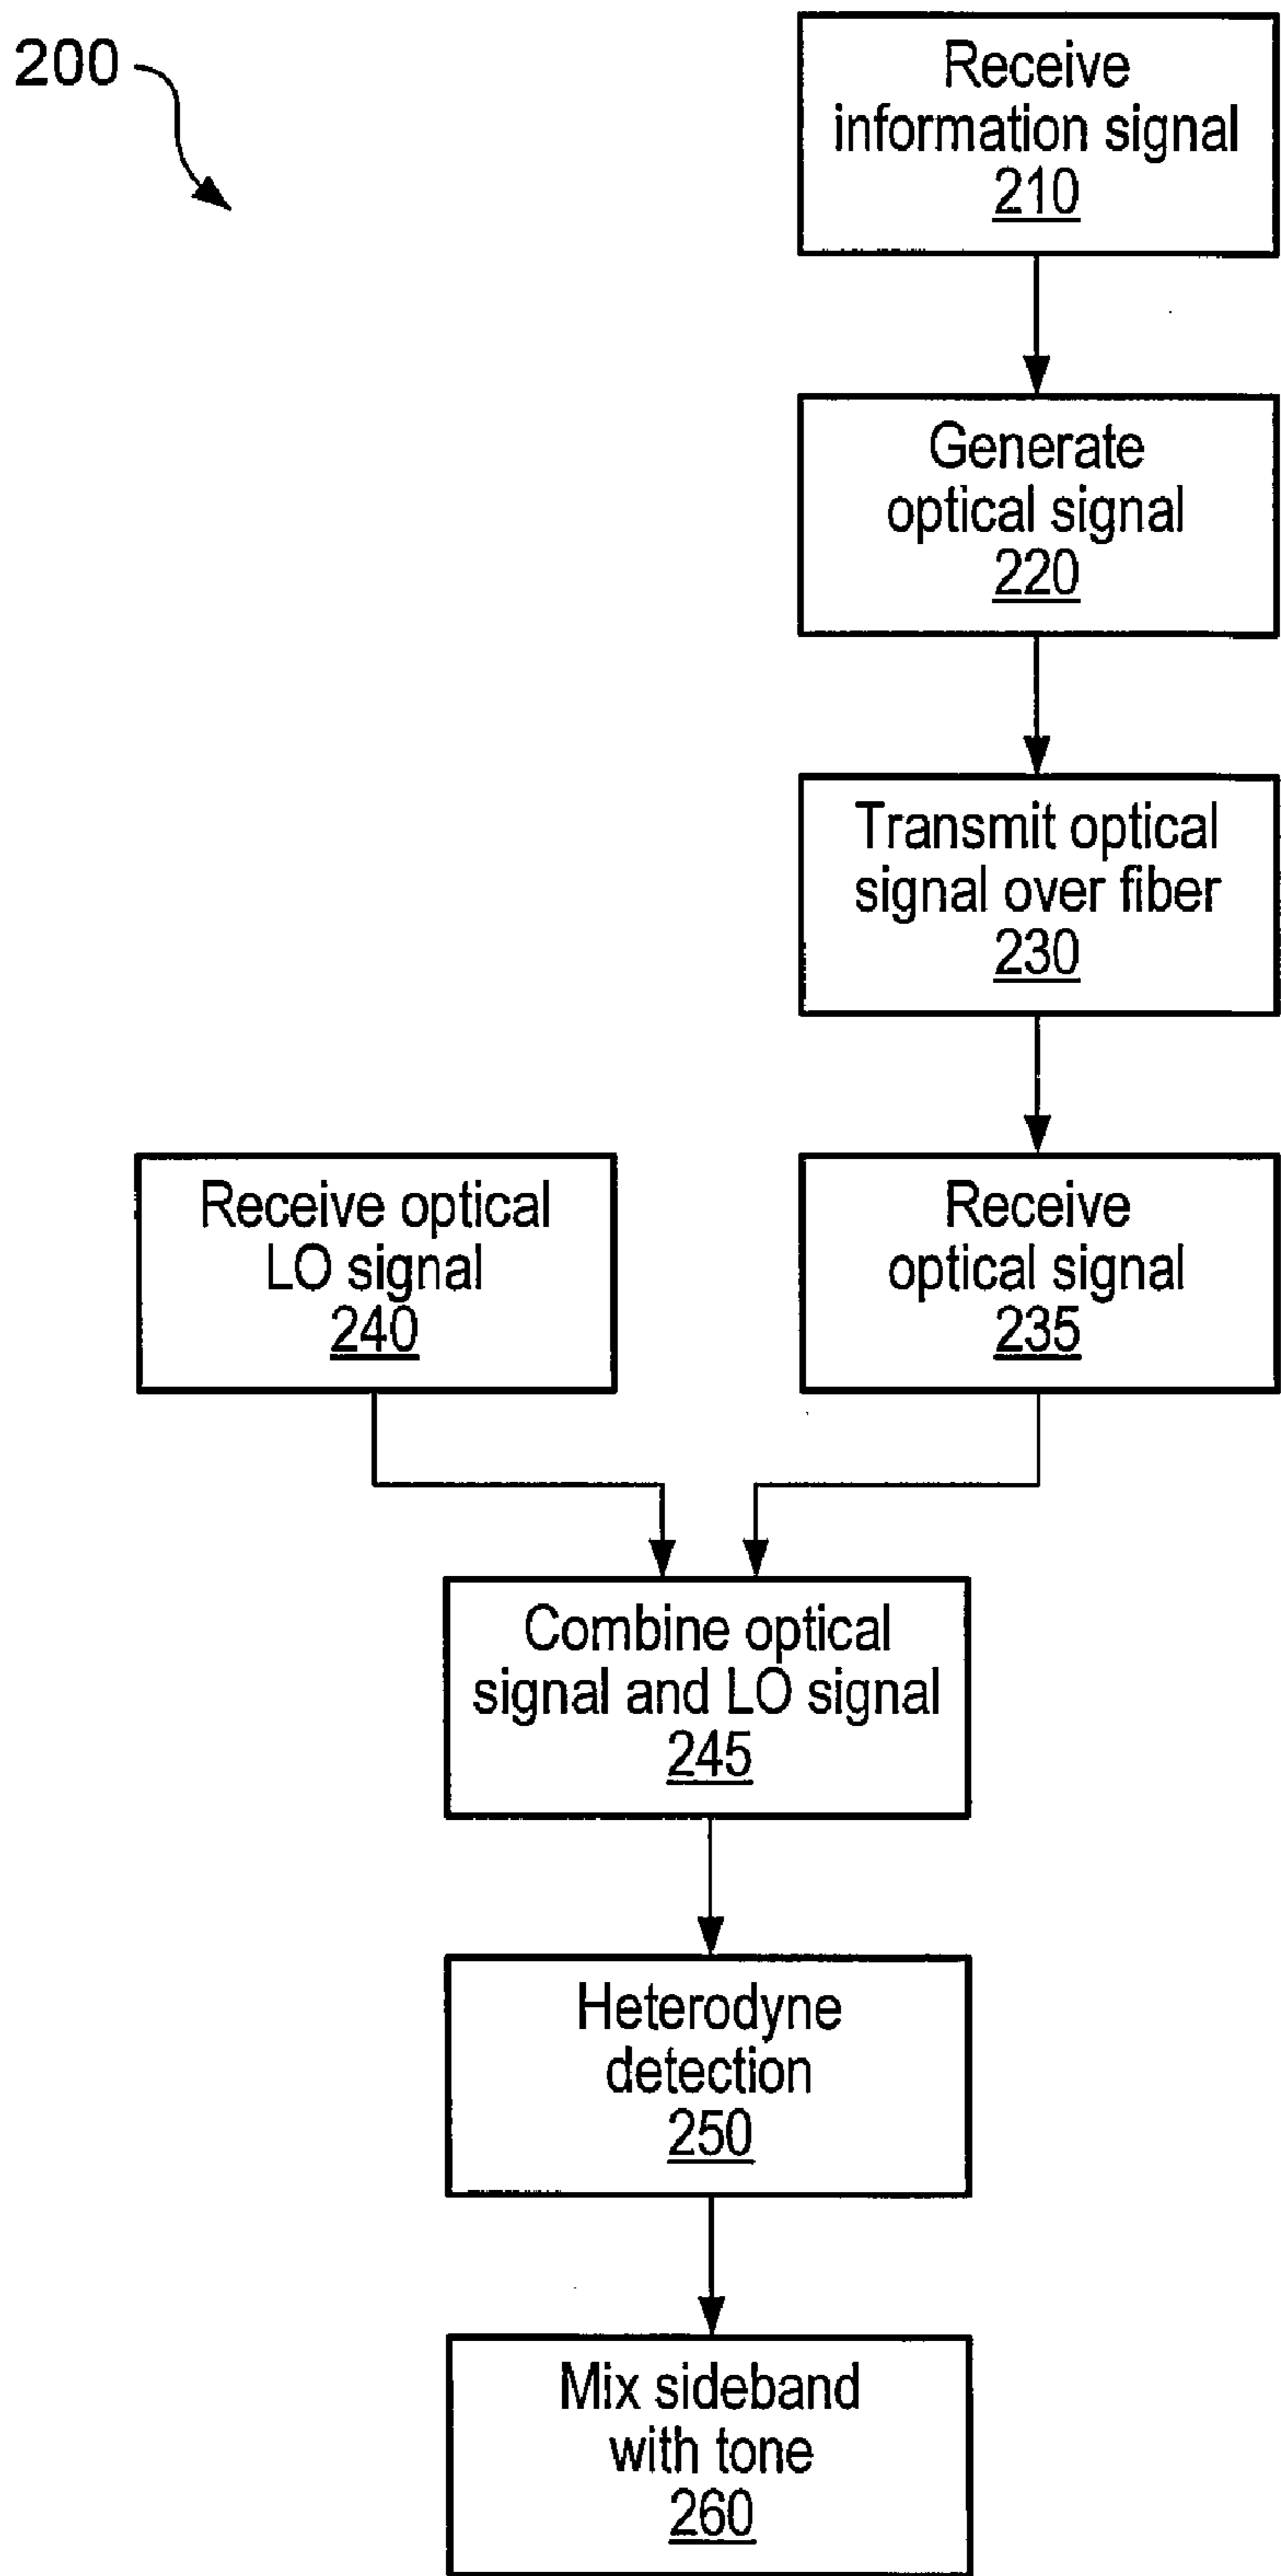 200
Receive
information signal
210
Generate
optical signal
220
Transmit optical
signal over fiber
230
Receive optical
LO signal
240
Receive
optical signal
235
Combine optical
signal and LO signal
245
Heterodyne
detection
250
Mix sideband
with tone
260